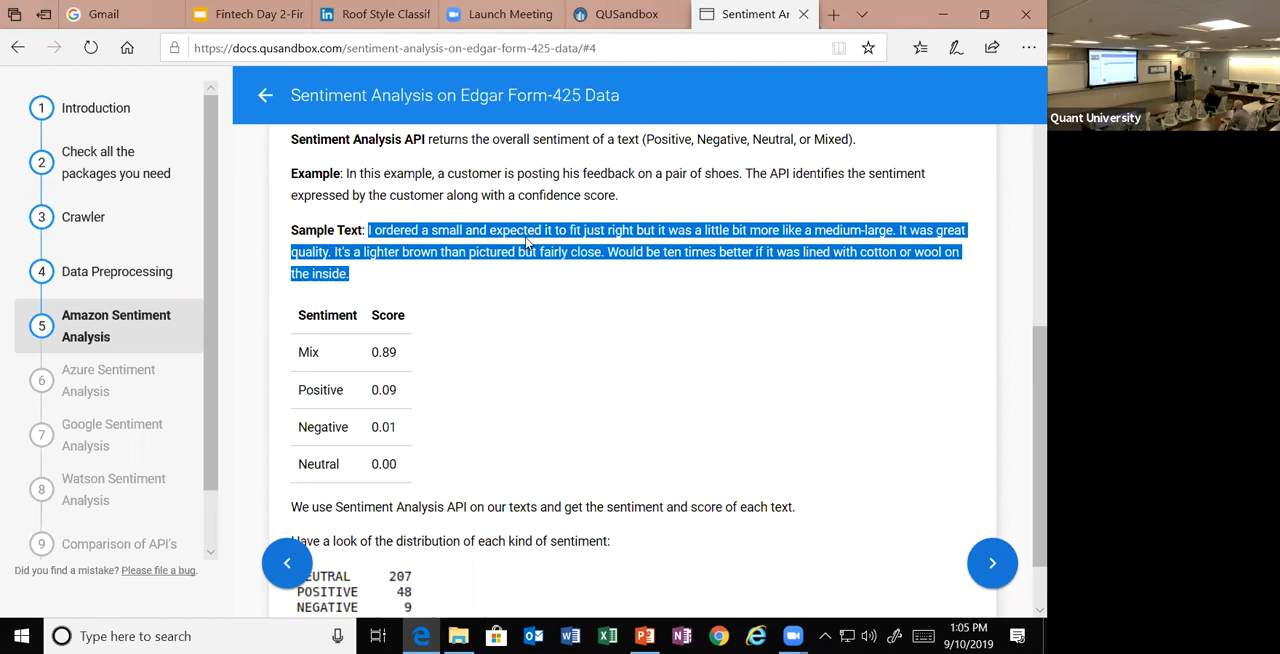 Gmail
Fintech Day 2-Fir
Roof Style Classif
Launch Meeting
QUSandbox
Sentiment Ar
https://docs.qusandbox.com/sentiment-analysis-on-edgar-form-425-data/#4
Quant University
1 Introduction
2 Check all the
packages you need
3 Crawler
4 Data Preprocessing
5 Amazon Sentiment
Analysis
6 Azure Sentiment
Analysis
7 Google Sentiment
Analysis
8 Watson Sentiment
Analysis
9 Comparison of API's
Did you find a mistake? Please file a bug.
Sentiment Analysis on Edgar Form-425 Data
Sentiment Analysis API returns the overall sentiment of a text (Positive, Negative, Neutral, or Mixed).
Example: In this example, a customer is posting his feedback on a pair of shoes. The API identifies the sentiment
expressed by the customer along with a confidence score.
Sample Text: I ordered a small and expected it to fit just right but it was a little bit more like a medium-large. It was great
quality. It's a lighter brown than pictured but fairly close. Would be ten times better if it was lined with cotton or wool on
the inside.
Sentiment Score
Mix 0.89
Positive 0.09
Negative 0.01
Neutral 0.00
We use Sentiment Analysis API on our texts and get the sentiment and score of each text.
Have a look of the distribution of each kind of sentiment:
EUTRAL 207
POSITIVE 48
NEGATIVE 9
Type here to search
1:05 PM
9/10/2019